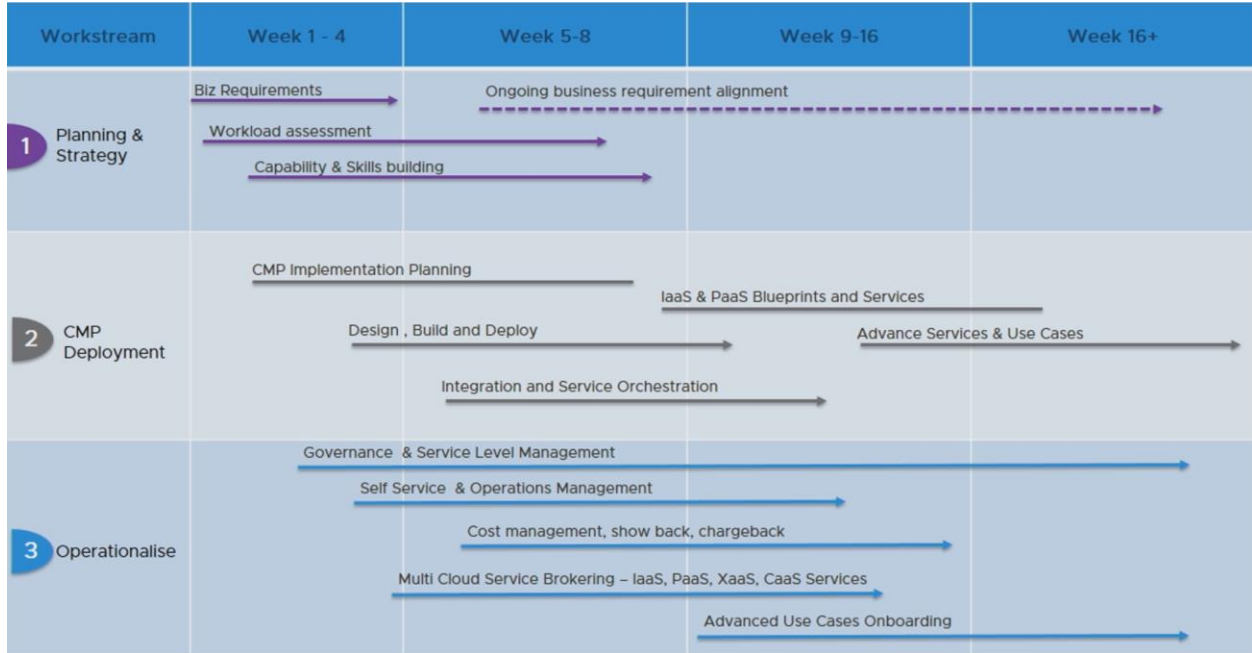 Workstream
Week 1 - 4
Week 5-8
Week 9-16
Week 16+
1
Planning &
Strategy
Biz Requirements
Ongoing business requirement alignment
Workload assessment
Capability & Skills building
2
CMP
Deployment
CMP Implementation Planning
IaaS & PaaS Blueprints and Services
Design , Build and Deploy
Advance Services & Use Cases
Integration and Service Orchestration
3
Operationalise
Governance & Service Level Management
Self Service & Operations Management
Cost management, show back, chargeback
Multi Cloud Service Brokering – IaaS, PaaS, XaaS, CaaS Services
Advanced Use Cases Onboarding